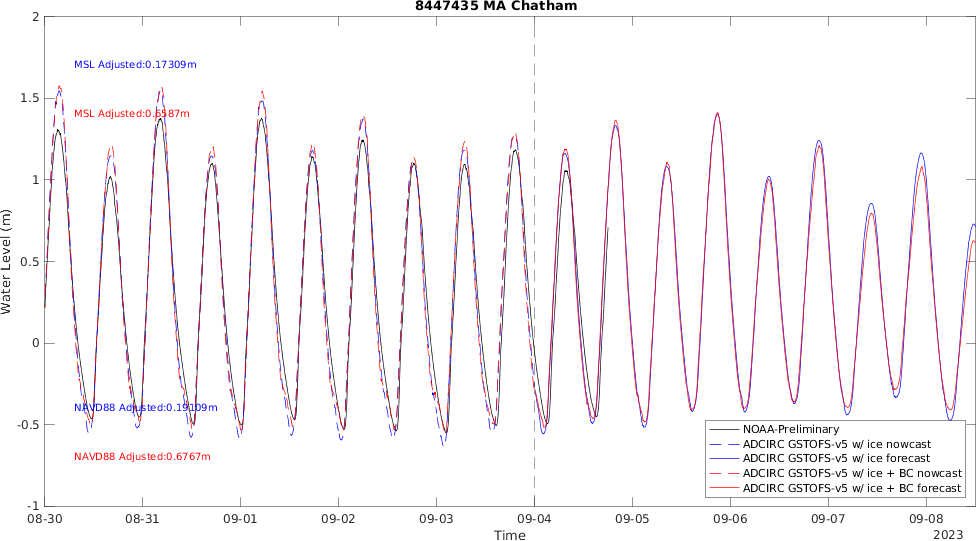 8447435 MA Chatham
2
1.5
1
0.5
0
-0.5
-1
Water Level (m)
MSL Adjusted:0.17309m
MSL Adjusted:0.6587m
NAVD88 Adjusted:0.19109m
NAVD88 Adjusted:0.6767m
NOAA-Preliminary
ADCIRC GSTOFS-v5 w/ ice nowcast
ADCIRC GSTOFS-v5 w/ ice forecast
ADCIRC GSTOFS-v5 w/ ice + BC nowcast
ADCIRC GSTOFS-v5 w/ ice + BC forecast
08-30 08-31 09-01 09-02 09-03 09-04 09-05 09-06 09-07 09-08
Time
2023